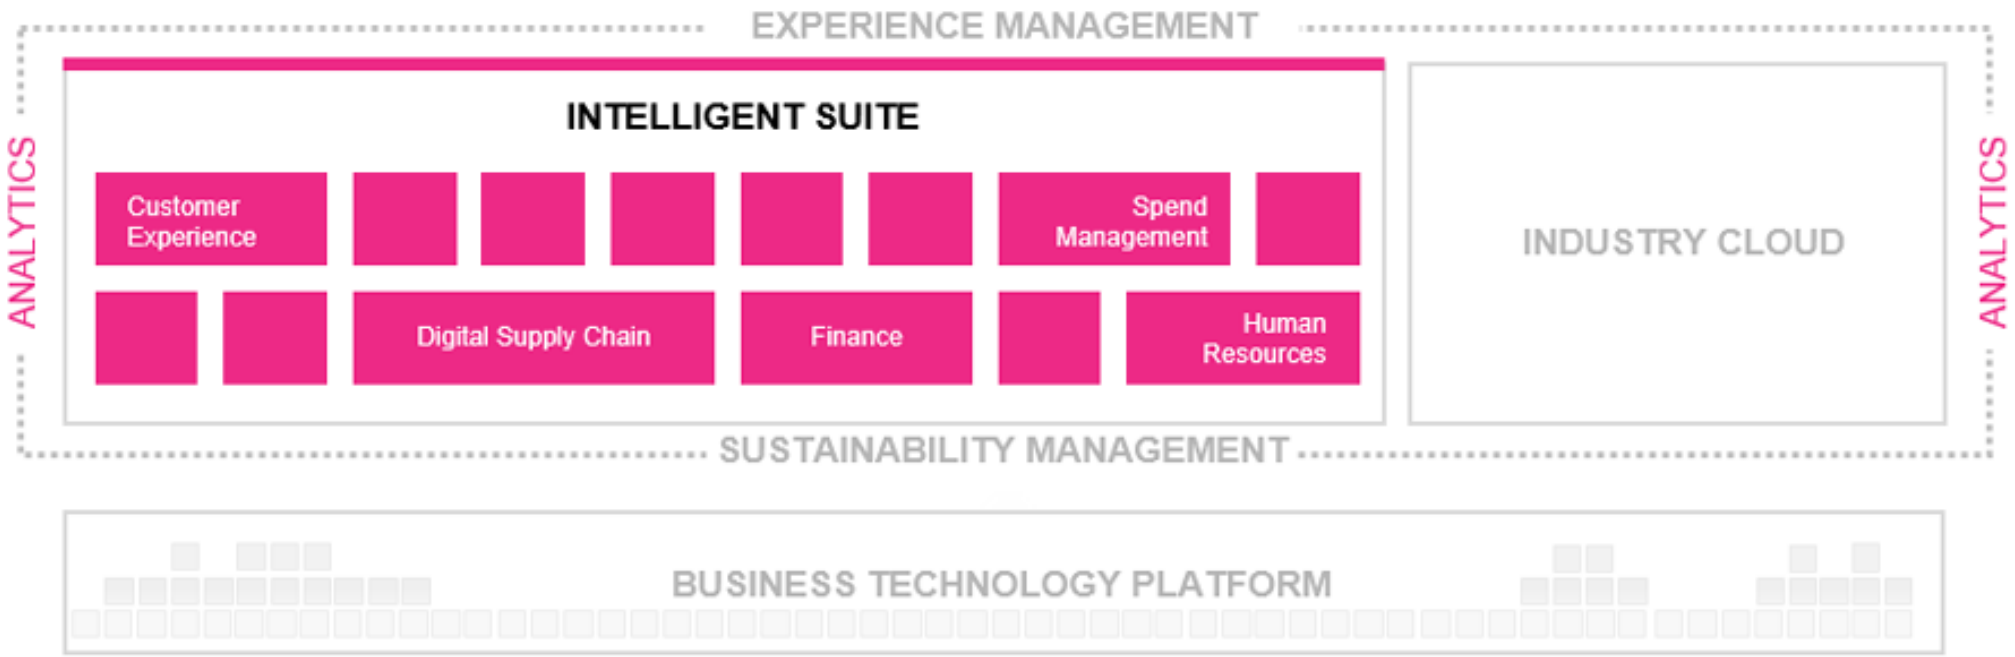 EXPERIENCE MANAGEMENT
ANALYTICS
INTELLIGENT SUITE
Customer
Experience
Spend
Management
Digital Supply Chain
Finance
Human
Resources
INDUSTRY CLOUD
ANALYTICS
SUSTAINABILITY MANAGEMENT
BUSINESS TECHNOLOGY PLATFORM